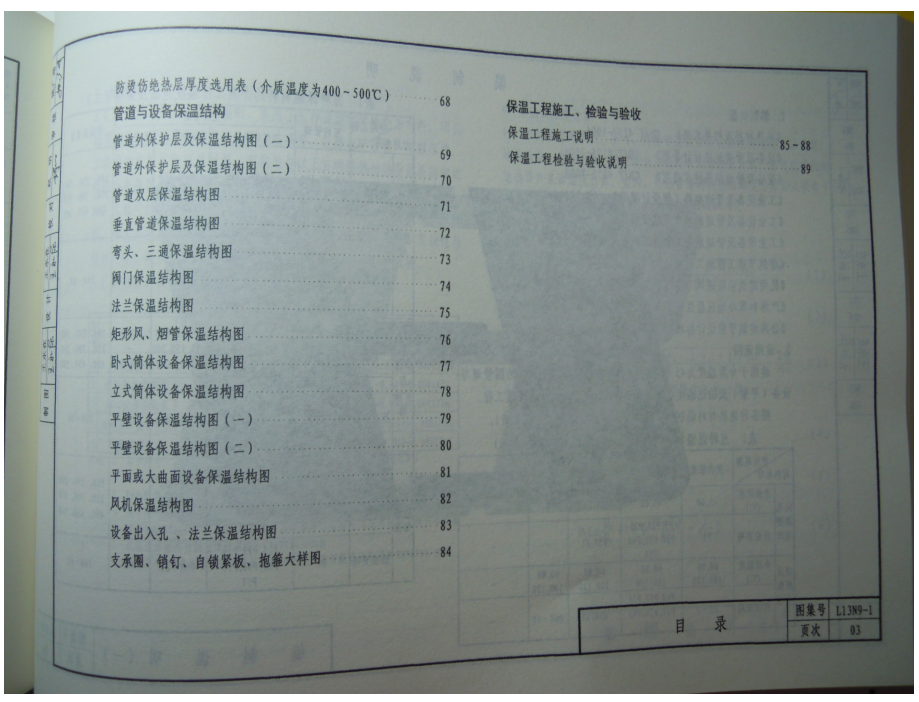 防烫伤绝热层厚度选用表(介质温度为400~500℃) 68
管道与设备保温结构
管道外保护层及保温结构图(一) 69
管道外保护层及保温结构图(二) 70
管道双层保温结构图 71
垂直管道保温结构图 72
弯头、三通保温结构图 73
阀门保温结构图 74
法兰保温结构图 75
矩形风、烟管保温结构图 76
卧式筒体设备保温结构图 77
立式筒体设备保温结构图 78
平壁设备保温结构图(一) 79
平壁设备保温结构图(二) 80
平面或大曲面设备保温结构图 81
风机保温结构图 82
设备出入孔、法兰保温结构图 83
支承圈、销钉、自锁紧板、抱箍大样图 84
保温工程施工、检验与验收
保温工程施工说明 85~88
保温工程检验与验收说明 89
目录
图集号 L13N9-1
页次 03